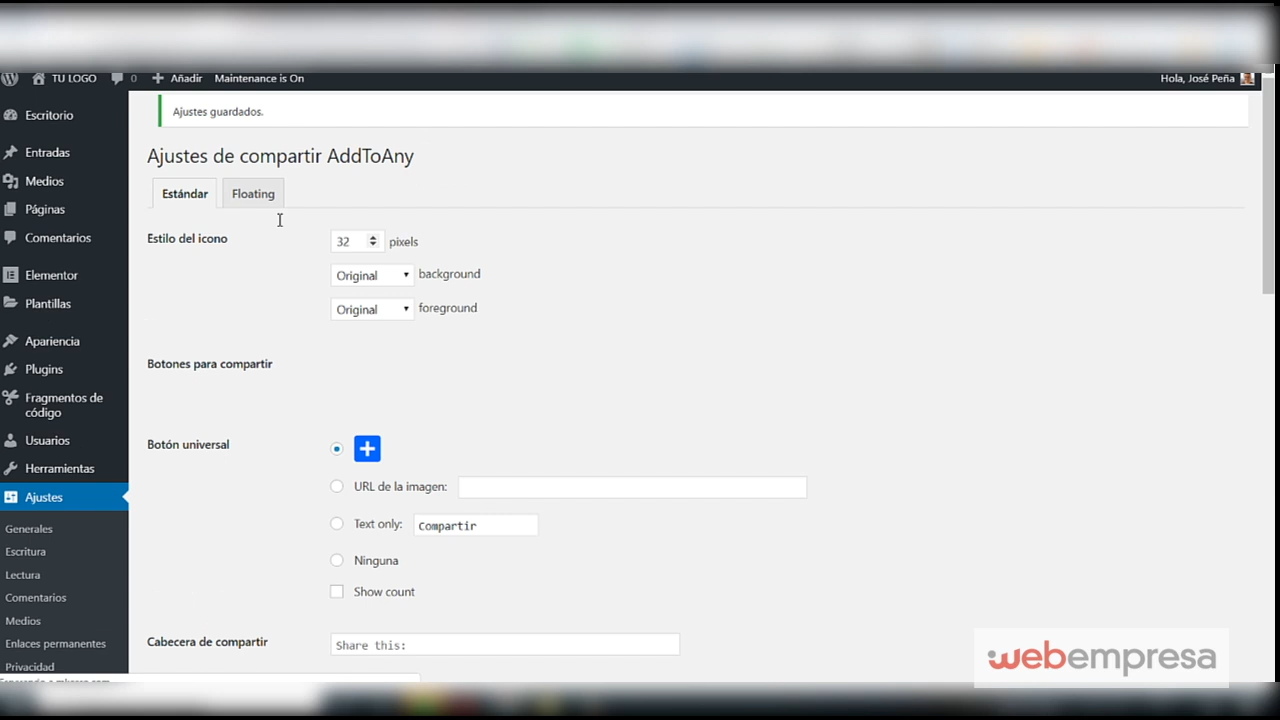 TU LOGO 0 Añadir Maintenance is On Hola, José Peña
Escritorio
Entradas
Medios
Páginas
Comentarios
Elementor
Plantillas
Apariencia
Plugins
Fragmentos de
código
Usuarios
Herramientas
Ajustes
Generales
Escritura
Lectura
Comentarios
Medios
Enlaces permanentes
Privacidad
Ajustes guardados.
Ajustes de compartir AddToAny
Estándar Floating
Estilo del icono 32 pixels
Original background
Original foreground
Botones para compartir
Botón universal
URL de la imagen:
Text only: Compartir
Ninguna
Show count
Cabecera de compartir Share this:
webempresa